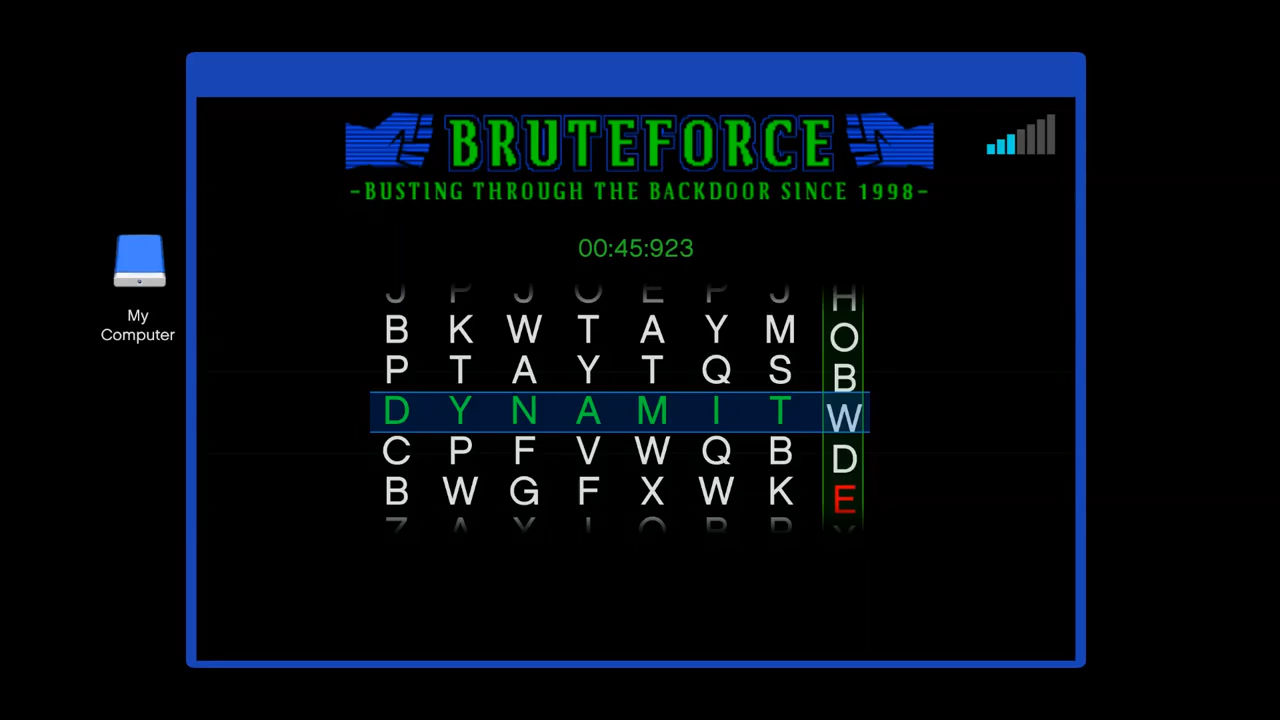 BRUTEFORCE
-BUSTING THROUGH THE BACKDOOR SINCE 1998-
00:45:923
My
Computer
J P J O E P J H
B K W T A Y M O
P T A Y T Q S B
D Y N A M I T W
C P F V W Q B D
B W G F X W K E